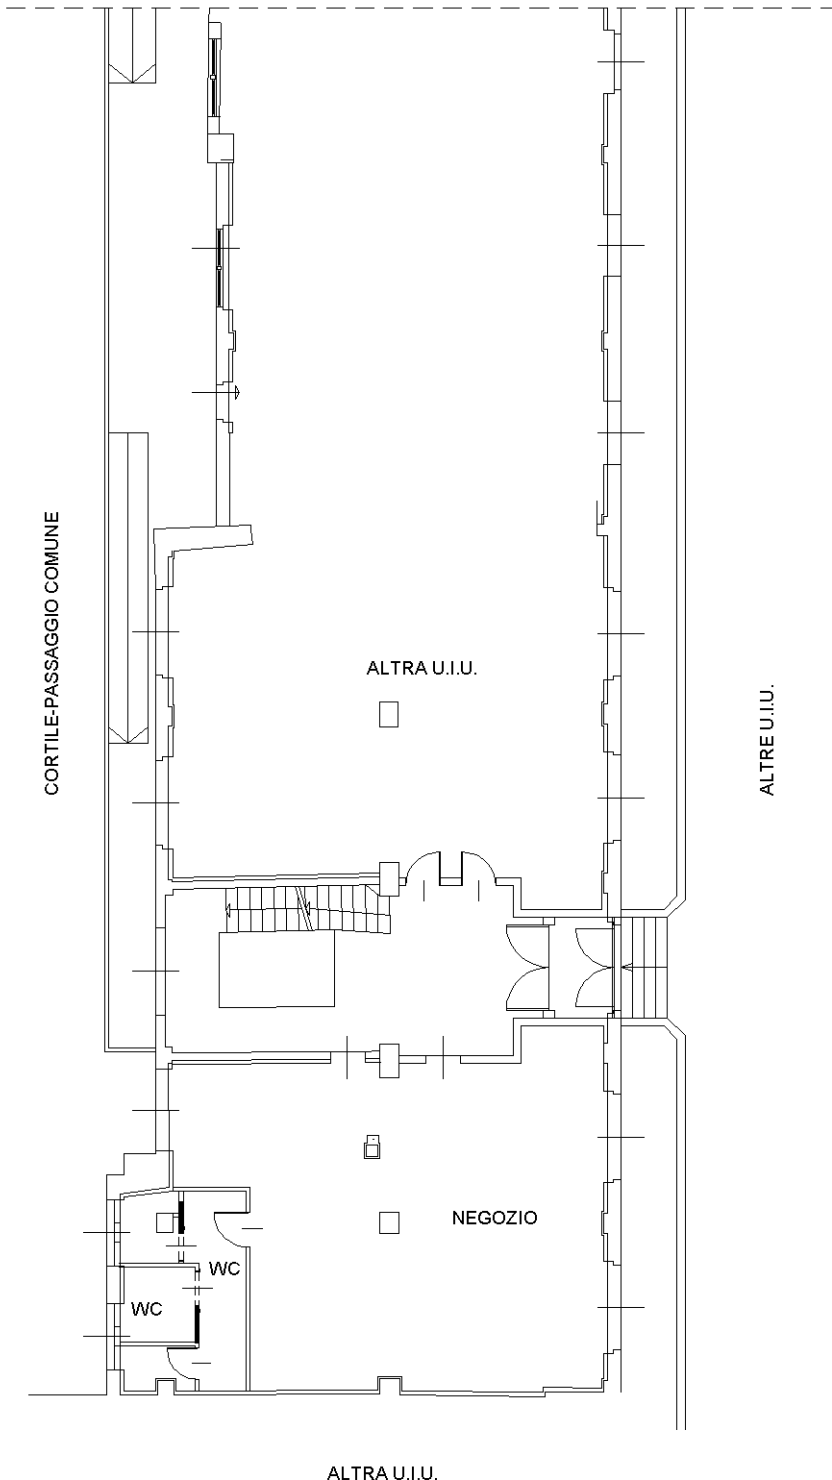 CORTILE-PASSAGGIO COMUNE
ALTRA U.I.U.
ALTRE U.I.U.
NEGOZIO
WC
WC
ALTRA U.I.U.